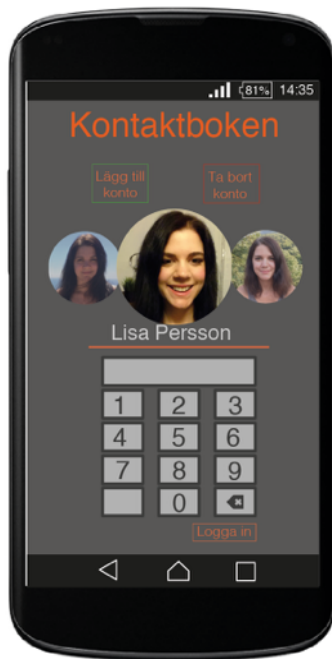 81% 14:35
Kontaktboken
Lägg till
konto
Ta bort
konto
Lisa Persson
1 2 3
4 5 6
7 8 9
0
Logga in